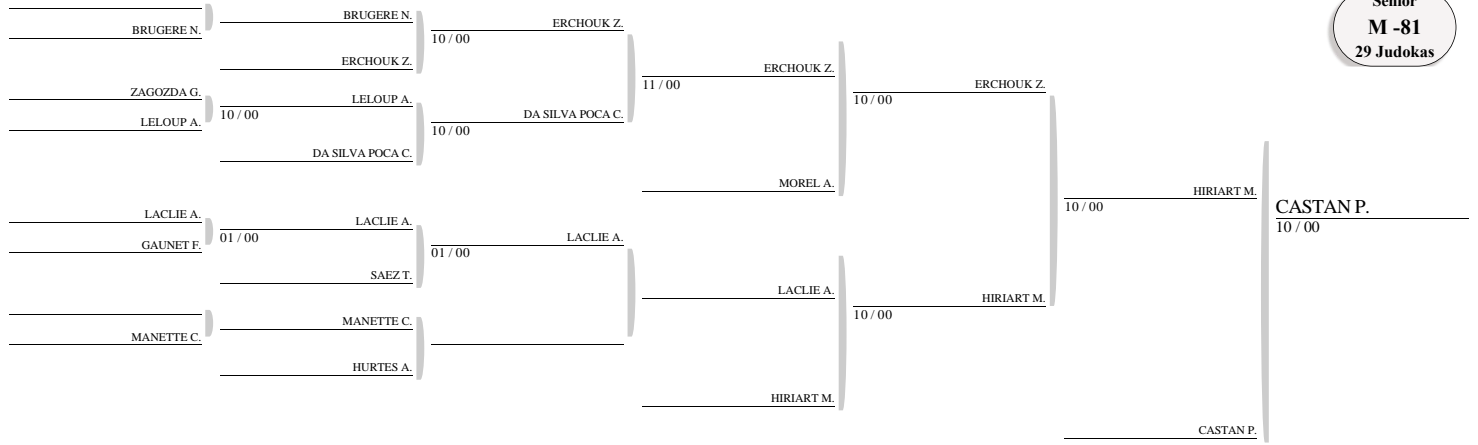 Senior
M -81
29 Judokas
BRUGERE N.
BRUGERE N.
ERCHOUK Z.
10 / 00
ERCHOUK Z.
ZAGOZDA G.
LELOUP A.
10 / 00
LELOUP A.
DA SILVA POCA C.
10 / 00
DA SILVA POCA C.
ERCHOUK Z.
11 / 00
MOREL A.
ERCHOUK Z.
10 / 00
LACLIE A.
GAUNET F.
LACLIE A.
01 / 00
SAEZ T.
LACLIE A.
01 / 00
MANETTE C.
MANETTE C.
HURTES A.
LACLIE A.
HIRIART M.
HIRIART M.
10 / 00
HIRIART M.
10 / 00
CASTAN P.
CASTAN P.
10 / 00